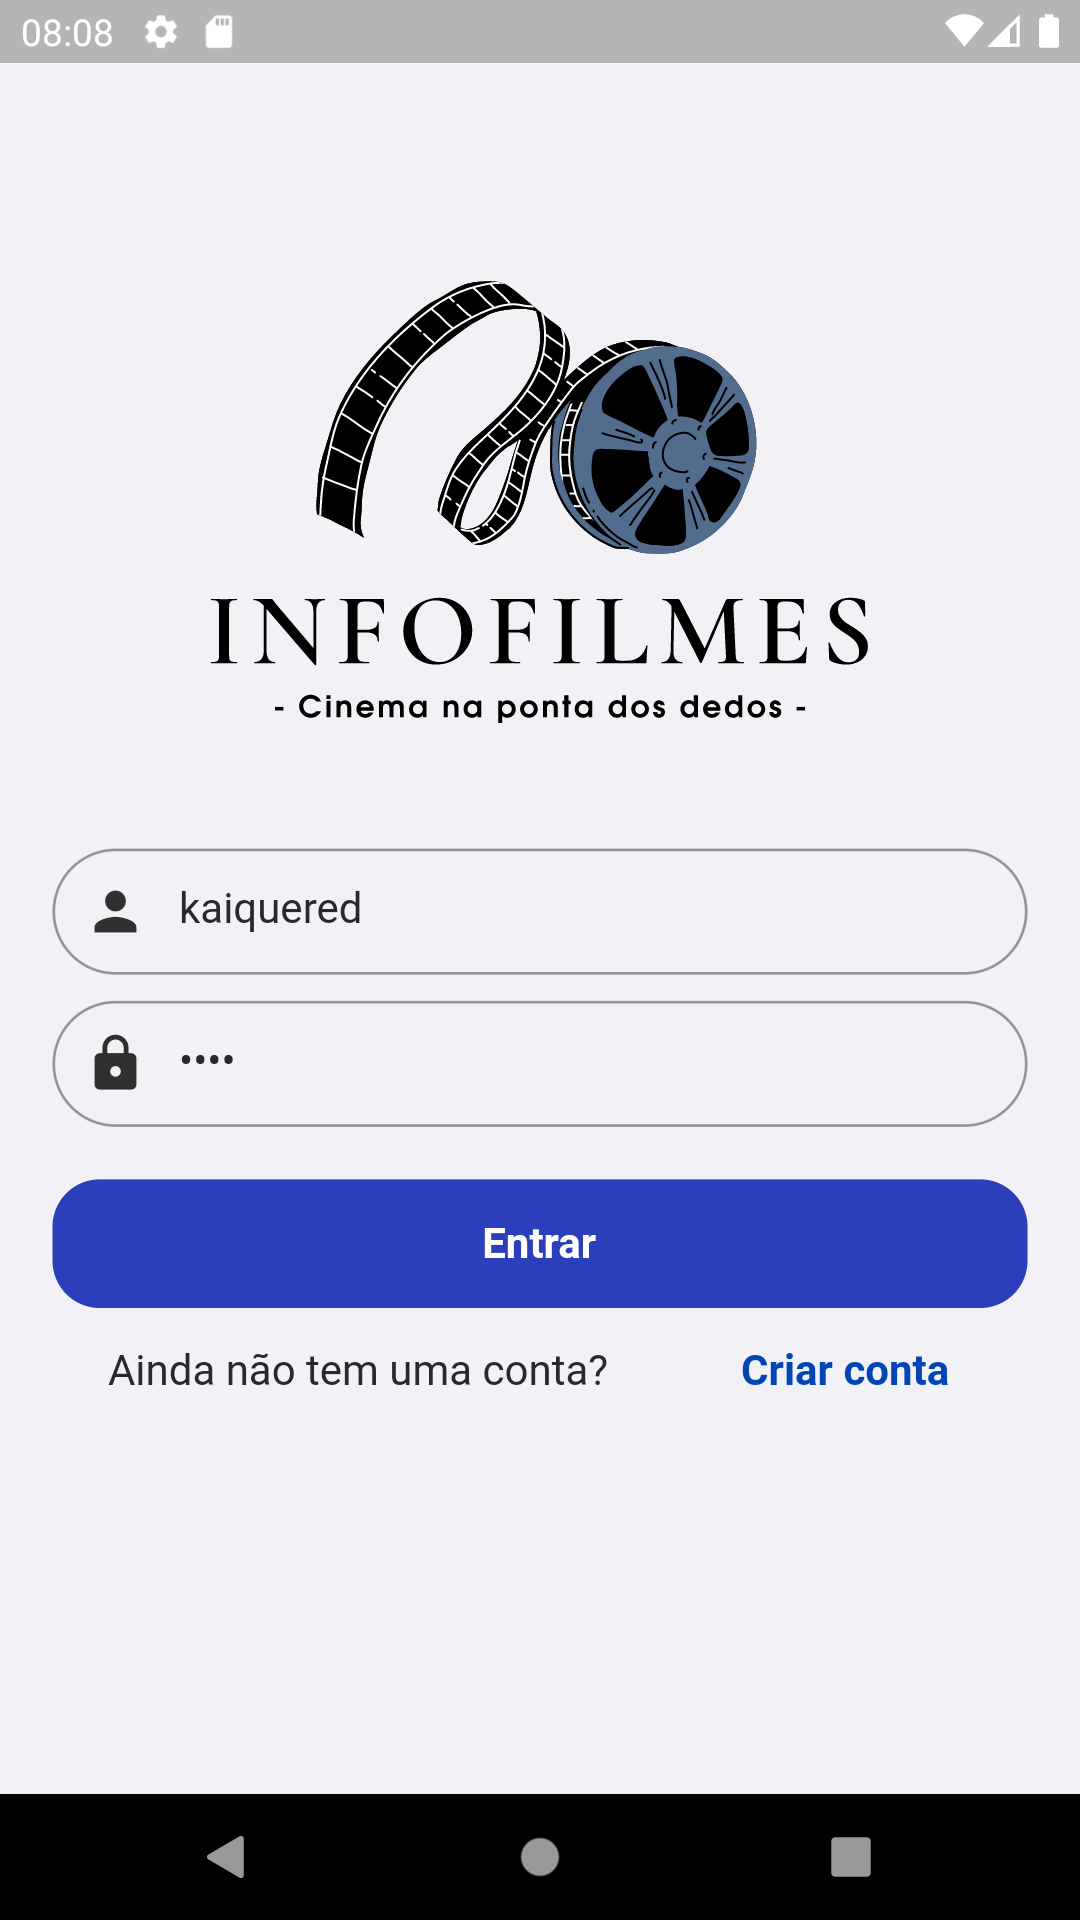 08:08
INFOFILMES
- Cinema na ponta dos dedos -
kaiquered
••••
Entrar
Ainda não tem uma conta? Criar conta